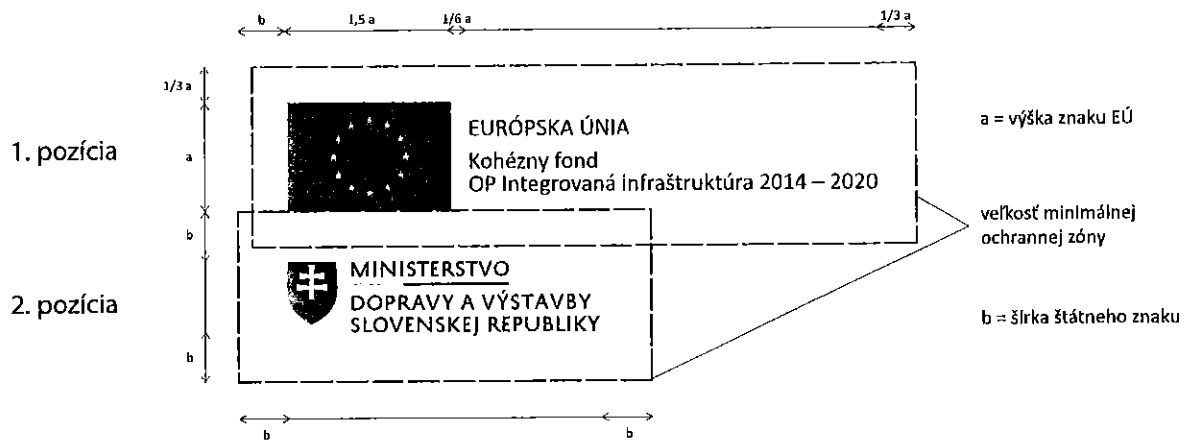 b 1,5 a 1/6 a 1/3 a
1/3 a
1. pozícia
a
EURÓPSKA ÚNIA
Kohézny fond
OP Integrovaná infraštruktúra 2014 – 2020
a = výška znaku EÚ
b
veľkosť minimálnej
ochrannej zóny
2. pozícia
MINISTERSTVO
DOPRAVY A VÝSTAVBY
SLOVENSKEJ REPUBLIKY
b = šírka štátneho znaku
b
b b